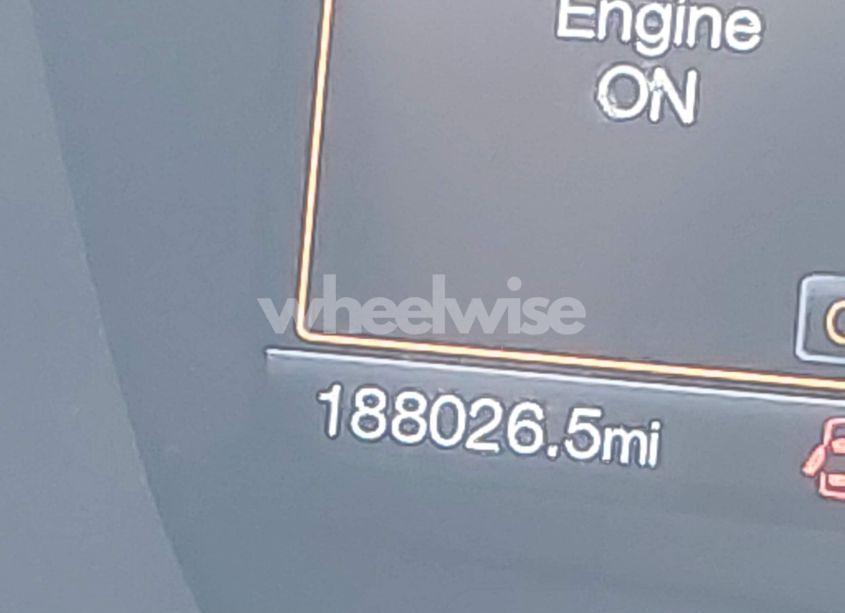 Engine
ON
wheelwise
188026.5mi